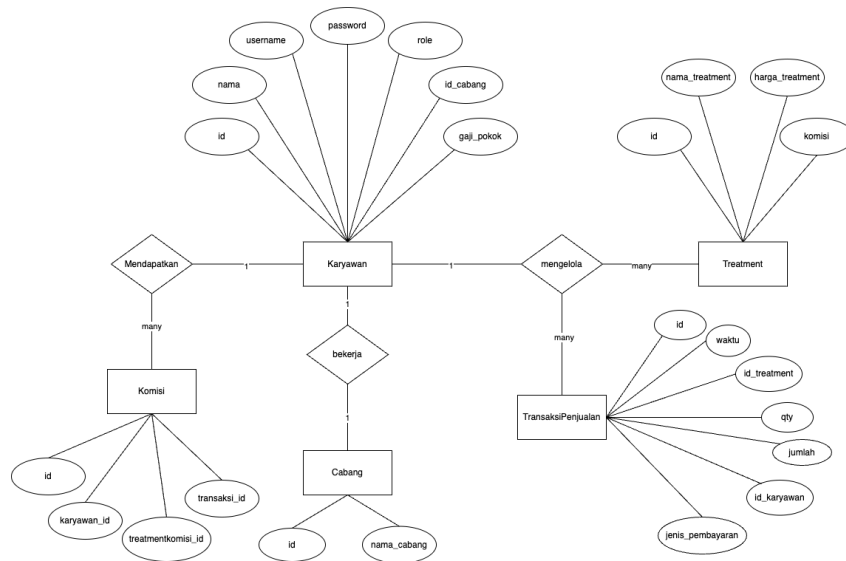 password
username
role
nama
id_cabang
id
gaji_pokok
nama_treatment
harga_treatment
id
komisi
Mendapatkan
1
Karyawan
1
mengelola
many
Treatment
many
1
many
id
waktu
bekerja
id_treatment
Komisi
TransaksiPenjualan
qty
1
jumlah
id
transaksi_id
Cabang
id_karyawan
karyawan_id
treatmentkomisi_id
id
nama_cabang
jenis_pembayaran